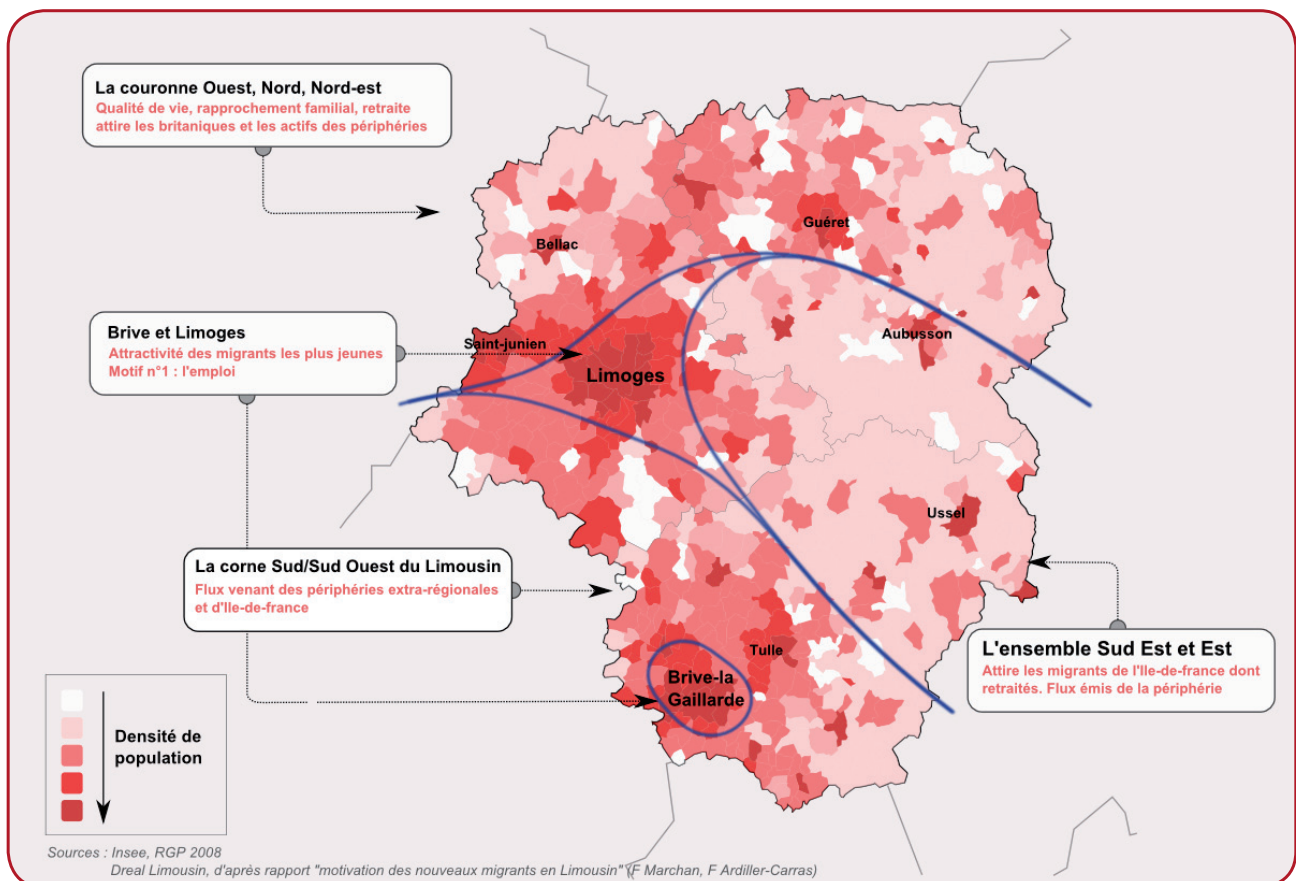 La couronne Ouest, Nord, Nord-est
Qualité de vie, rapprochement familial, retraite
attire les britaniques et les actifs des périphéries
Guéret
Bellac
Brive et Limoges
Attractivité des migrants les plus jeunes
Motif n°1 : l'emploi
Saint-junien
Aubusson
Limoges
Ussel
La corne Sud/Sud Ouest du Limousin
Flux venant des périphéries extra-régionales
et d'Ile-de-france
Tulle
Brive-la
Gaillarde
L'ensemble Sud Est et Est
Attire les migrants de l'Ile-de-france dont
retraités. Flux émis de la périphérie
Densité de
population
Sources : Insee, RGP 2008
Dreal Limousin, d'après rapport "motivation des nouveaux migrants en Limousin" (F Marchan, F Ardiller-Carras)